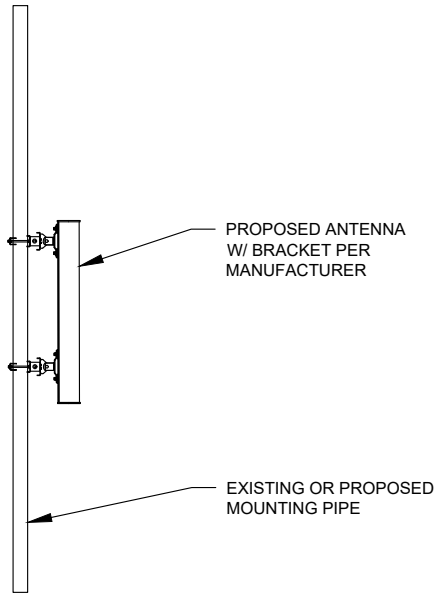 PROPOSED ANTENNA
W/ BRACKET PER
MANUFACTURER
EXISTING OR PROPOSED
MOUNTING PIPE